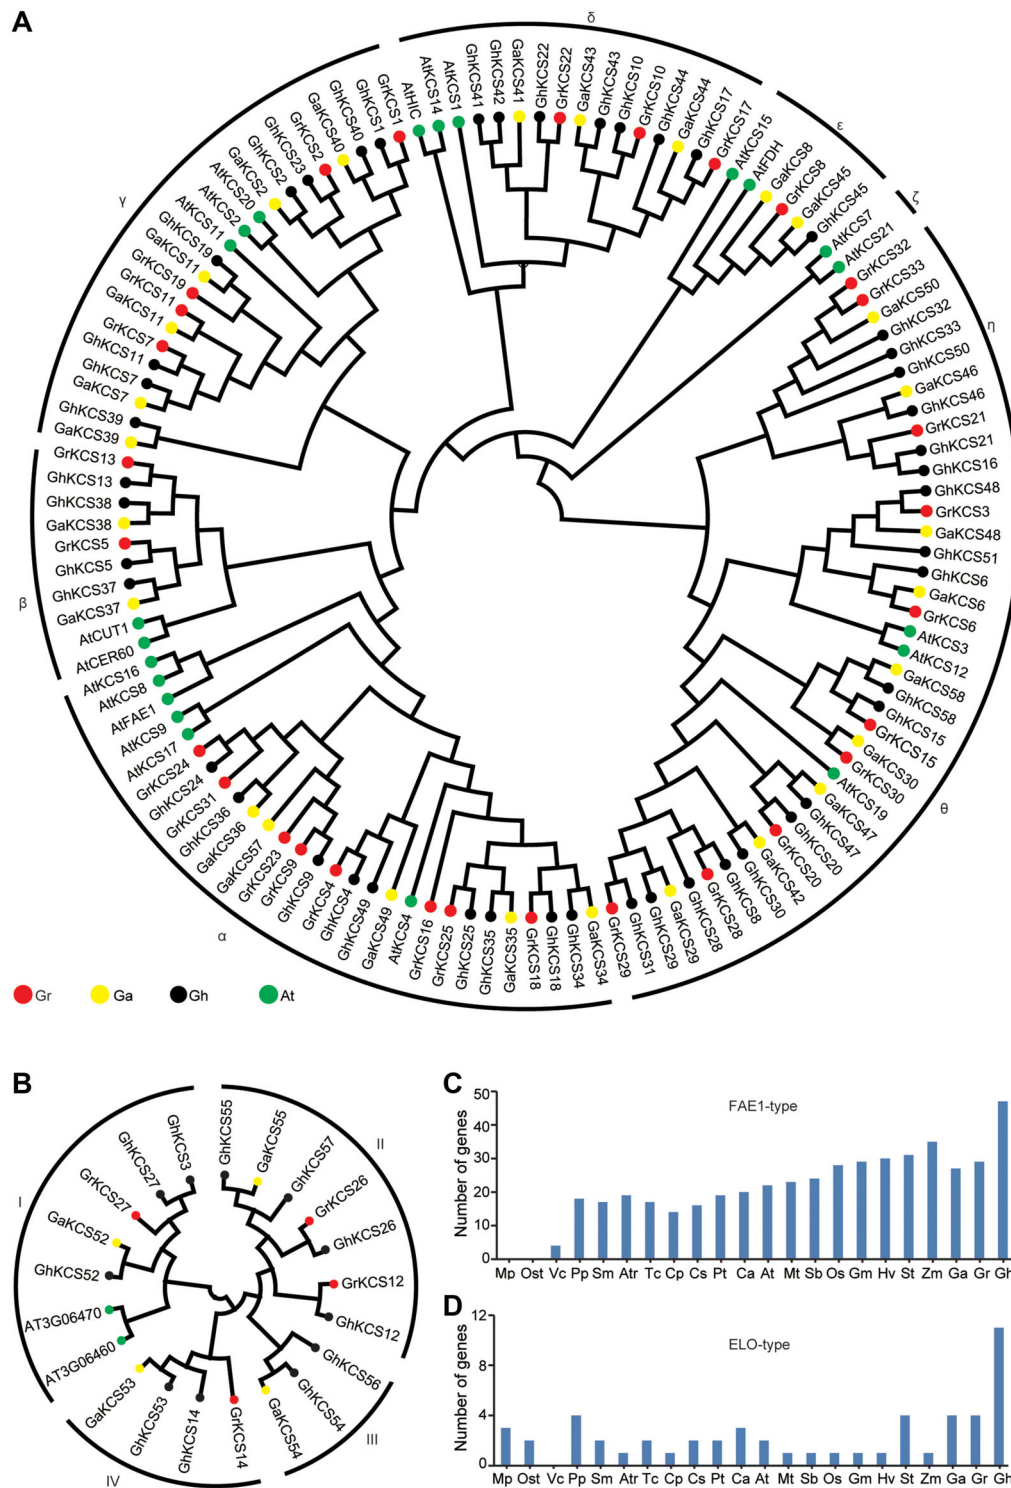 A
δ
ε
ζ
η
θ
α
β
γ
AtHIC
AtKCS14
AtKCS1
GhKCS41
GhKCS42
GaKCS41
GhKCS22
GrKCS22
GaKCS43
GhKCS43
GhKCS10
GrKCS10
GhKCS44
GaKCS44
GhKCS17
GrKCS17
AtKCS15
AtFDH
GaKCS8
GrKCS8
GaKCS45
GhKCS45
AtKCS7
AtKCS21
GrKCS32
GrKCS33
GaKCS50
GhKCS32
GhKCS33
GhKCS50
GaKCS46
GhKCS46
GrKCS21
GhKCS21
GhKCS16
GhKCS48
GrKCS3
GaKCS48
GhKCS51
GhKCS6
GaKCS6
GrKCS6
AtKCS3
AtKCS12
GaKCS58
GhKCS58
GhKCS15
GrKCS15
GaKCS30
GrKCS30
AtKCS19
GaKCS47
GhKCS47
GhKCS20
GrKCS20
GaKCS42
GhKCS30
GhKCS8
GrKCS28
GhKCS28
GaKCS29
GhKCS29
GhKCS31
GrKCS29
GaKCS34
GhKCS34
GhKCS18
GrKCS18
GaKCS35
GhKCS35
GhKCS25
GrKCS25
GrKCS16
AtKCS4
GaKCS49
GhKCS49
GhKCS4
GrKCS4
GhKCS9
GrKCS9
GrKCS23
GaKCS57
GaKCS36
GhKCS36
GrKCS31
GhKCS24
GrKCS24
AtKCS17
AtKCS9
AtFAE1
AtKCS8
AtKCS16
AtCER60
AtCUT1
GaKCS37
GhKCS37
GhKCS5
GrKCS5
GaKCS38
GhKCS38
GhKCS13
GrKCS13
GaKCS39
GhKCS39
GaKCS7
GhKCS7
GhKCS11
GrKCS7
GaKCS11
GrKCS11
GrKCS19
GaKCS11
GhKCS19
AtKCS11
AtKCS2
AtKCS20
GaKCS2
GhKCS2
GhKCS23
GrKCS2
GaKCS40
GhKCS40
GhKCS1
GrKCS1
Gr Ga Gh At
B
I
II
III
IV
GhKCS55
GaKCS55
GhKCS57
GrKCS26
GhKCS26
GrKCS12
GhKCS12
GhKCS56
GhKCS54
GaKCS54
GrKCS14
GhKCS14
GhKCS53
GaKCS53
AT3G06460
AT3G06470
GhKCS52
GaKCS52
GrKCS27
GhKCS27
GhKCS3
C
FAE1-type
Number of genes
50
40
30
20
10
0
Mp Ost Vc Pp Sm Atr Tc Cp Cs Pt Ca At Mt Sb Os Gm Hv St Zm Ga Gr Gh
D
ELO-type
Number of genes
12
8
4
0
Mp Ost Vc Pp Sm Atr Tc Cp Cs Pt Ca At Mt Sb Os Gm Hv St Zm Ga Gr Gh